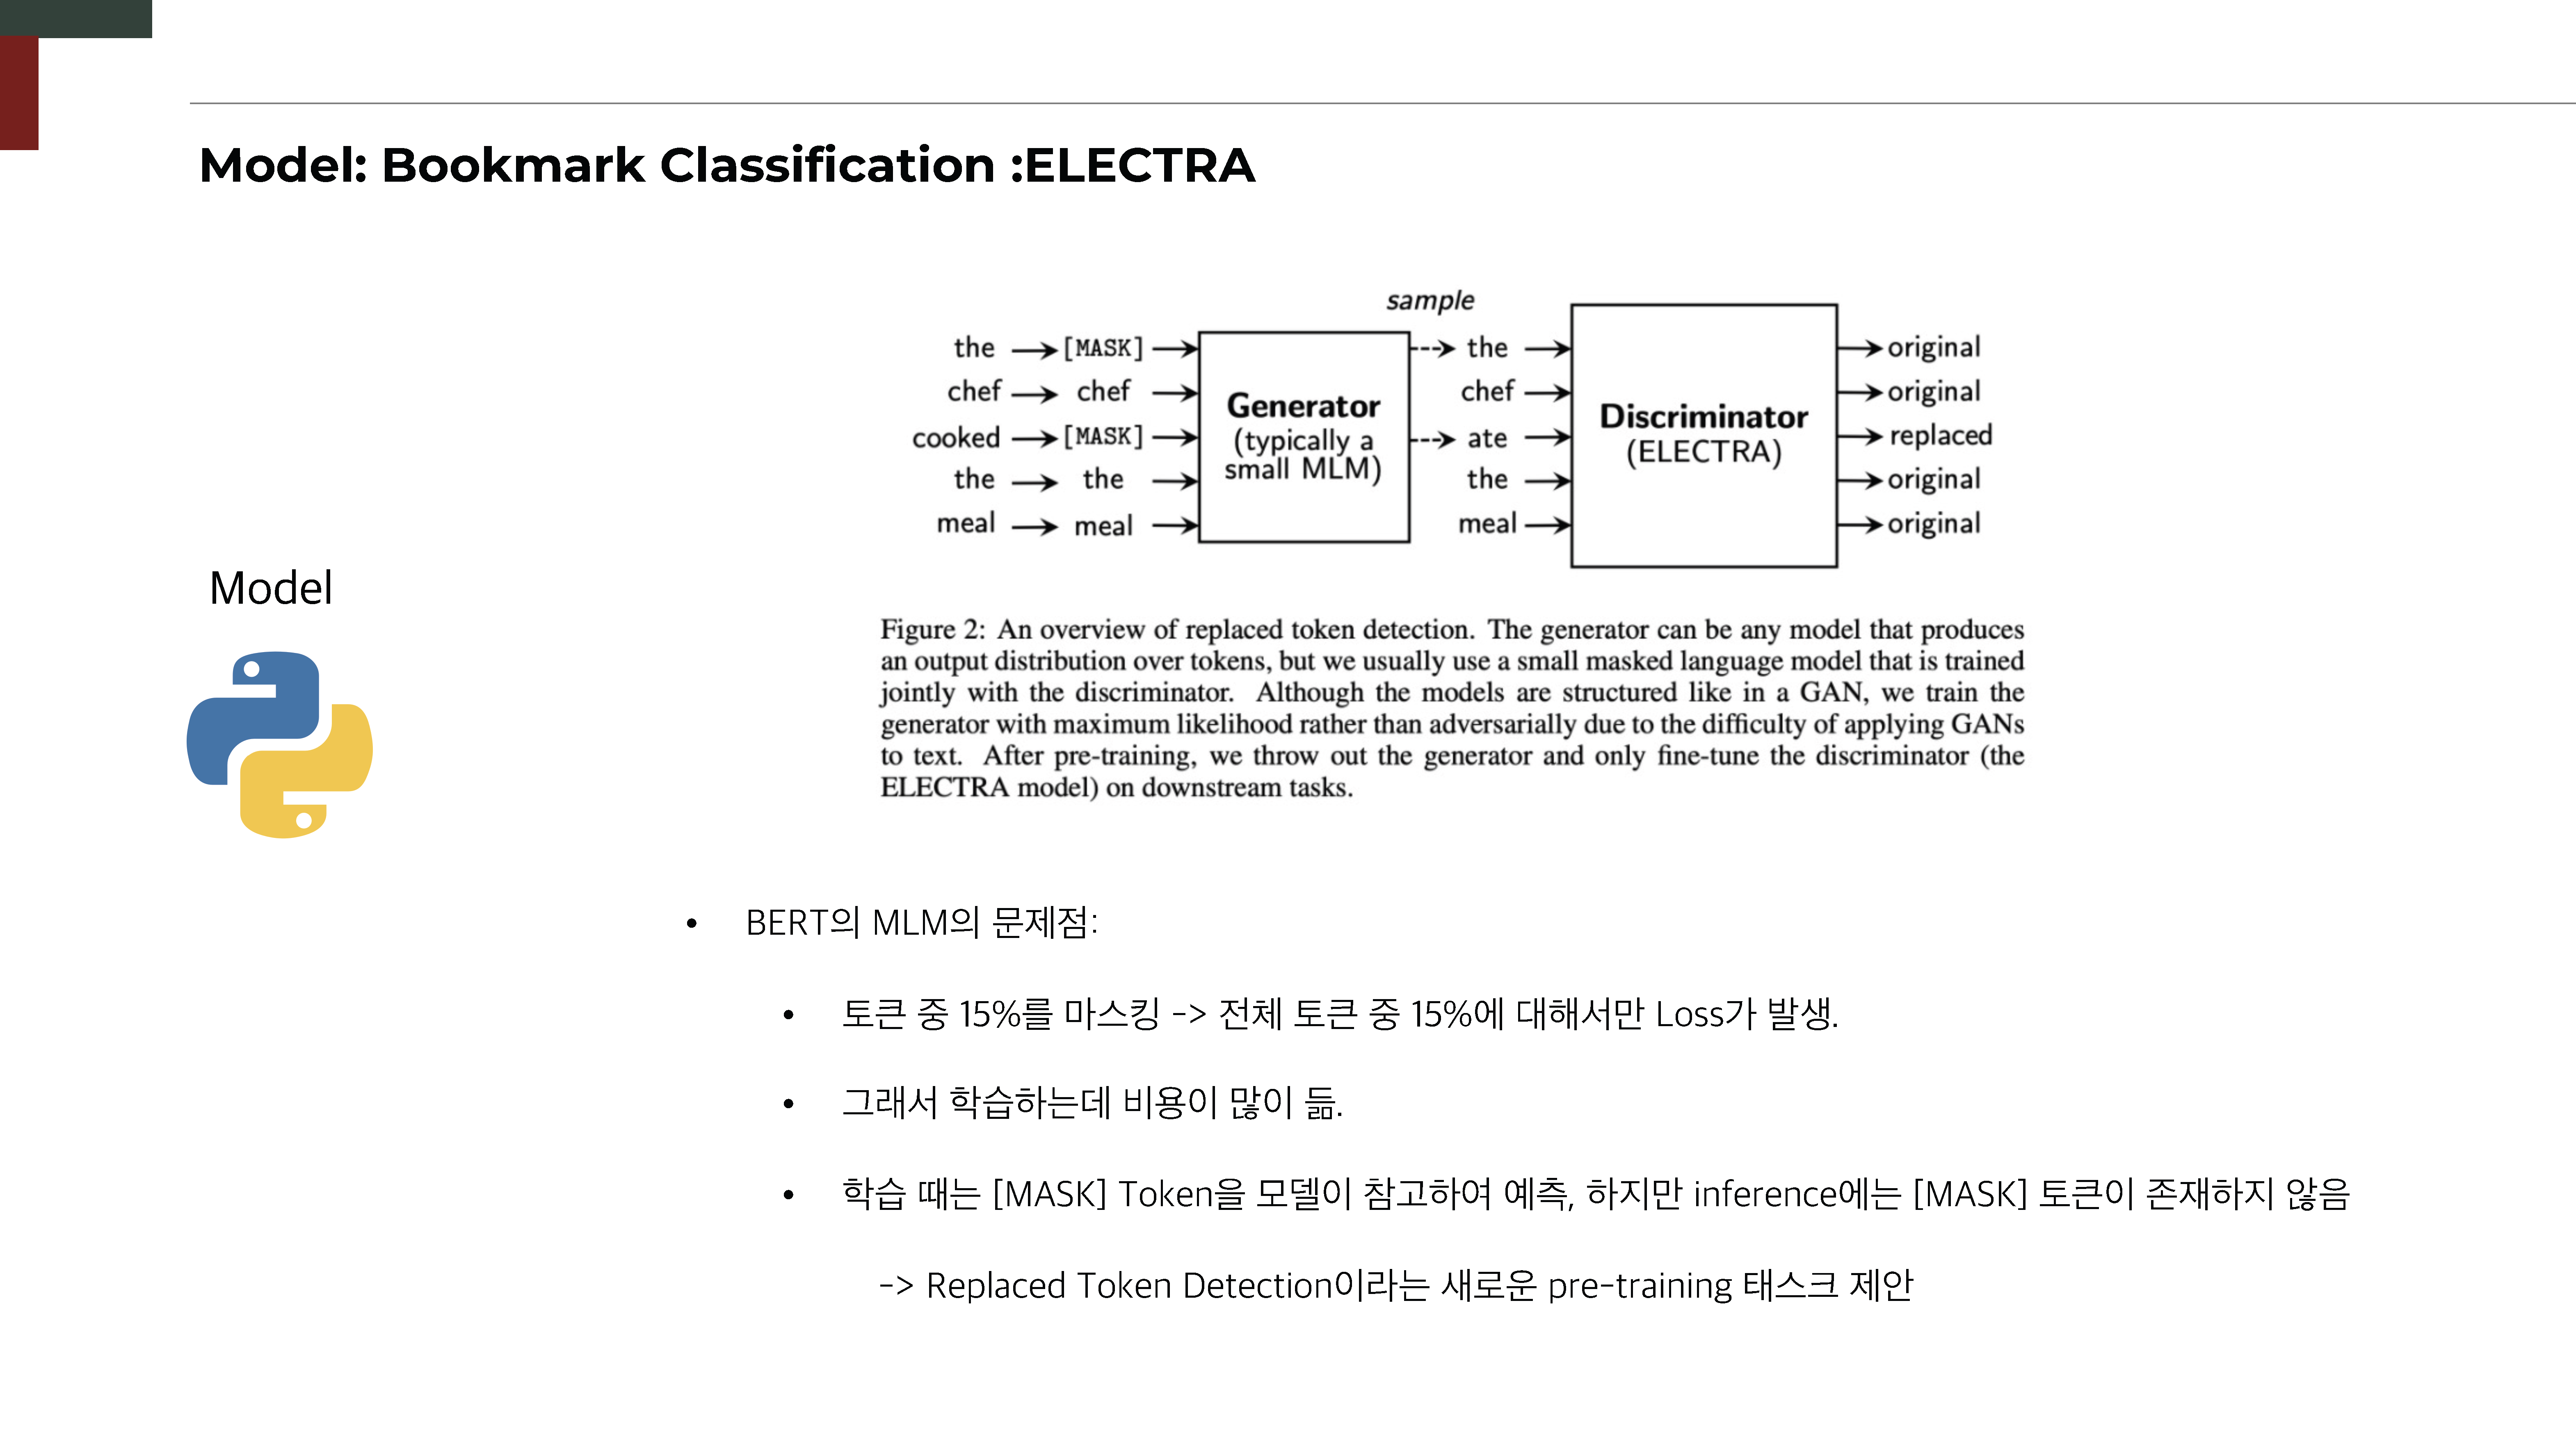 Model: Bookmark Classification :ELECTRA
sample
the [MASK] the original
chef chef chef original
cooked [MASK] ate replaced
the the the original
meal meal meal original
Generator
(typically a
small MLM)
Discriminator
(ELECTRA)
Model
Figure 2: An overview of replaced token detection. The generator can be any model that produces
an output distribution over tokens, but we usually use a small masked language model that is trained
jointly with the discriminator. Although the models are structured like in a GAN, we train the
generator with maximum likelihood rather than adversarially due to the difficulty of applying GANs
to text. After pre-training, we throw out the generator and only fine-tune the discriminator (the
ELECTRA model) on downstream tasks.
• BERT의 MLM의 문제점:
• 토큰 중 15%를 마스킹 -> 전체 토큰 중 15%에 대해서만 Loss가 발생.
• 그래서 학습하는데 비용이 많이 듦.
• 학습 때는 [MASK] Token을 모델이 참고하여 예측, 하지만 inference에는 [MASK] 토큰이 존재하지 않음
-> Replaced Token Detection이라는 새로운 pre-training 태스크 제안